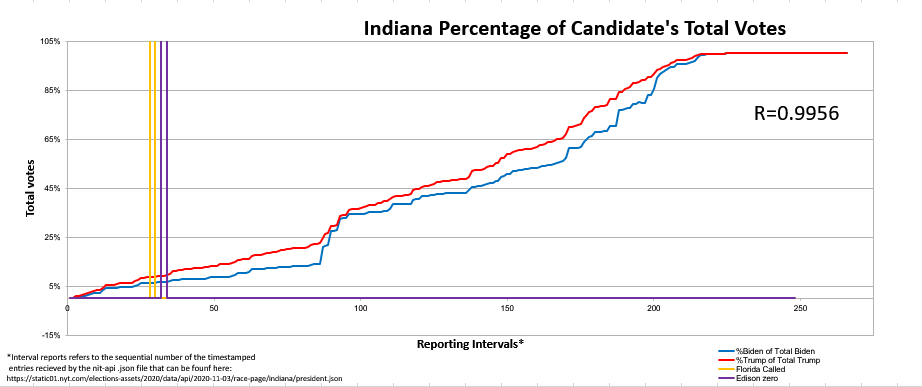 Indiana Percentage of Candidate's Total Votes
105%
85%
R=0.9956
65%
Total votes
45%
25%
5%
0 50 100 150 200 250
-15%
Reporting Intervals*
*Interval reports refers to the sequential number of the timestamped
entries recieved by the nit-api .json file that can be founf here:
https://static01.nyt.com/elections-assets/2020/data/api/2020-11-03/race-page/indiana/president.json
%Biden of Total Biden
%Trump of Total Trump
Florida Called
Edison zero